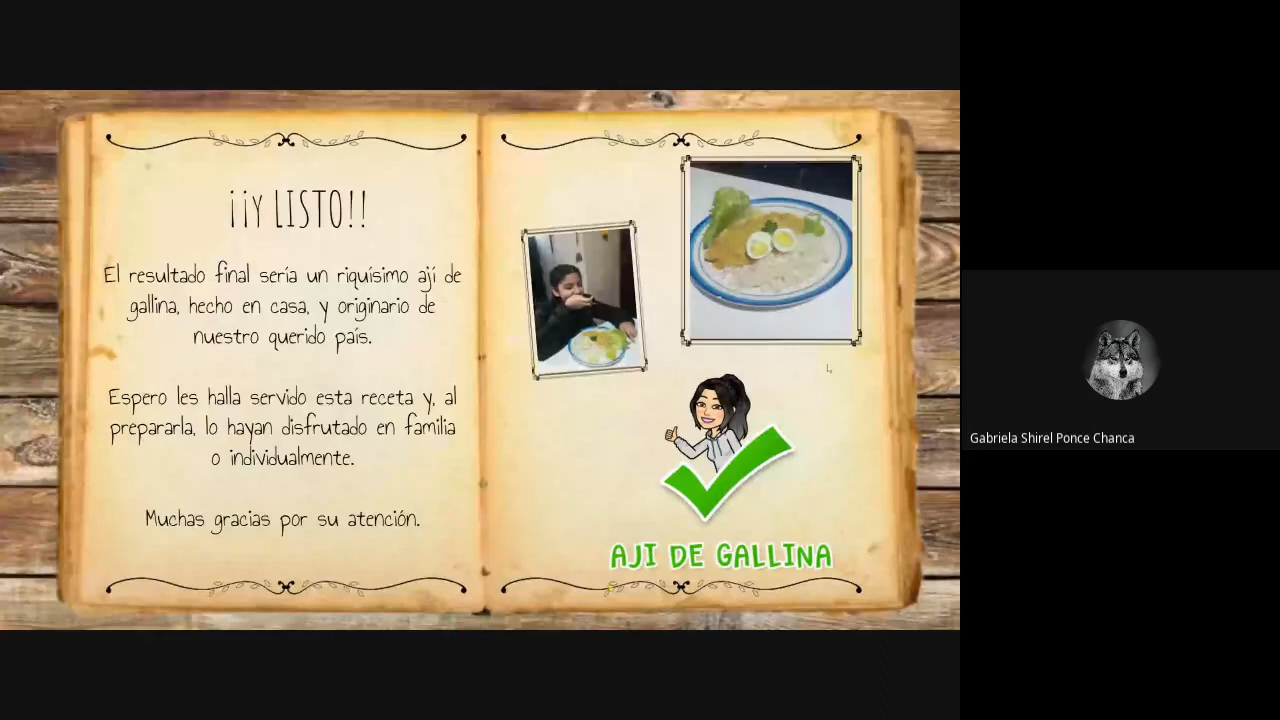 ¡¡Y LISTO!!
El resultado final sería un riquísimo ají de
gallina, hecho en casa, y originario de
nuestro querido país.
Espero les halla servido esta receta y, al
prepararla, lo hayan disfrutado en familia
o individualmente.
Muchas gracias por su atención.
AJI DE GALLINA
Gabriela Shirel Ponce Chanca